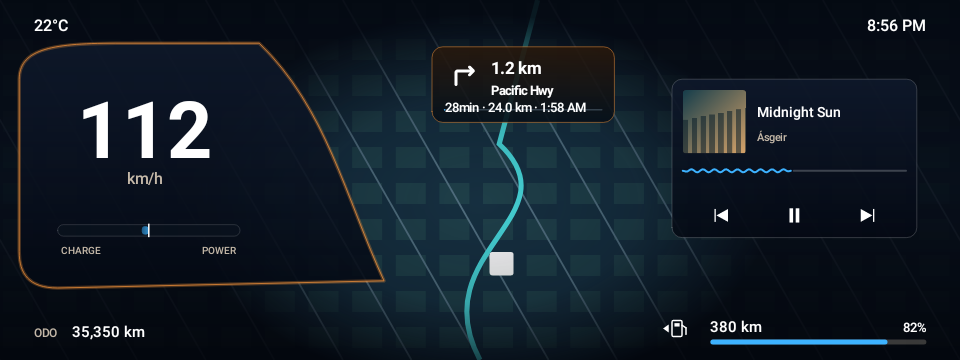 22°C
8:56 PM
112
km/h
CHARGE
POWER
ODO
35,350 km
1.2 km
Pacific Hwy
28min · 24.0 km · 1:58 AM
Midnight Sun
Ásgeir
380 km
82%